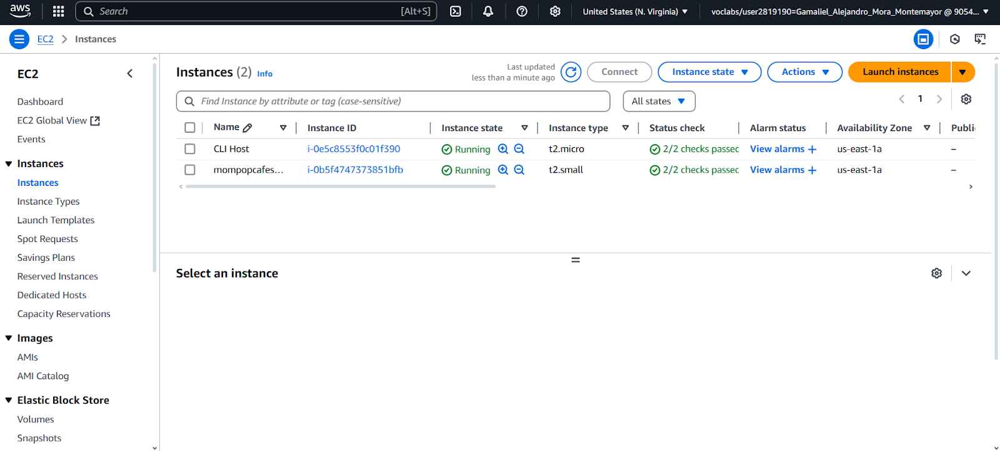 aws
Search [Alt+S]
United States (N. Virginia)
voclabs/user2819190=Gamaliel_Alejandro_Mora_Montemayor @ 9054...
EC2 > Instances
EC2
Dashboard
EC2 Global View
Events
Instances
Instances
Instance Types
Launch Templates
Spot Requests
Savings Plans
Reserved Instances
Dedicated Hosts
Capacity Reservations
Images
AMIs
AMI Catalog
Elastic Block Store
Volumes
Snapshots
Instances (2) Info
Last updated
less than a minute ago
Connect
Instance state
Actions
Launch instances
Find Instance by attribute or tag (case-sensitive)
All states
1
Name Instance ID Instance state Instance type Status check Alarm status Availability Zone Publi
CLI Host i-0e5c8553f0c01f390 Running t2.micro 2/2 checks passec View alarms + us-east-1a –
mompopcafes... i-0b5f4747373851bfb Running t2.small 2/2 checks passec View alarms + us-east-1a –
Select an instance